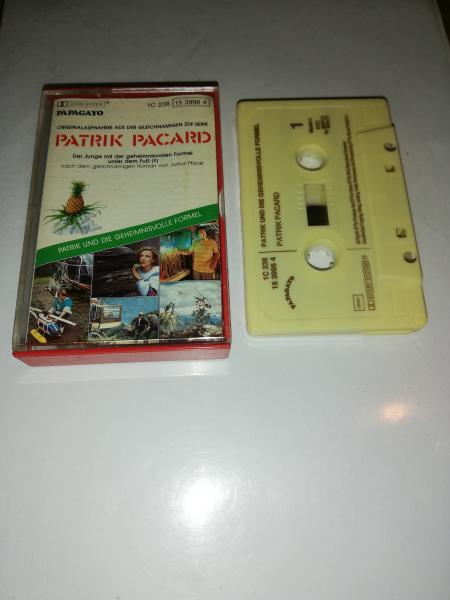 DOLBY SYSTEM
1C 238 15 3998 4
PAPAGAYO
ORIGINALAUFNAHME AUS DER GLEICHNAMIGEN ZDF-SERIE
PATRIK PACARD
Der Junge mit der geheimnisvollen Formel
unter dem Fuß (1)
nach dem gleichnamigen Roman von Justus Pfaue
PATRIK UND DIE GEHEIMNISVOLLE FORMEL
1
PATRIK UND DIE GEHEIMNISVOLLE FORMEL
PATRIK PACARD
1C 238
15 3998 4
PAPAGAYO